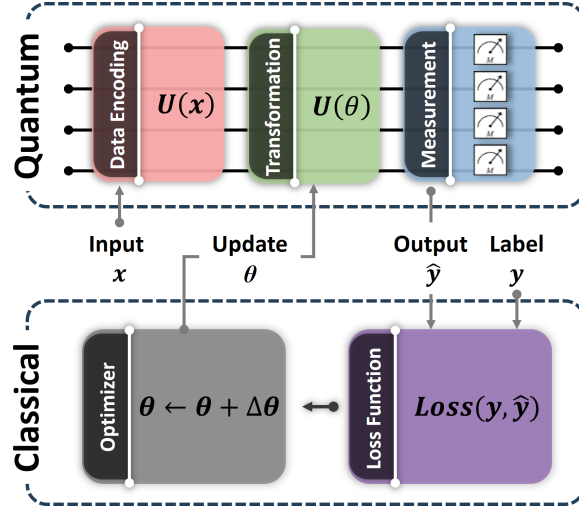 Quantum
Data Encoding
U(x)
Transformation
U(θ)
Measurement
M
M
M
M
Input
x
Update
θ
Output
ŷ
Label
y
Classical
Optimizer
θ ← θ + Δθ
Loss Function
Loss(y, ŷ)